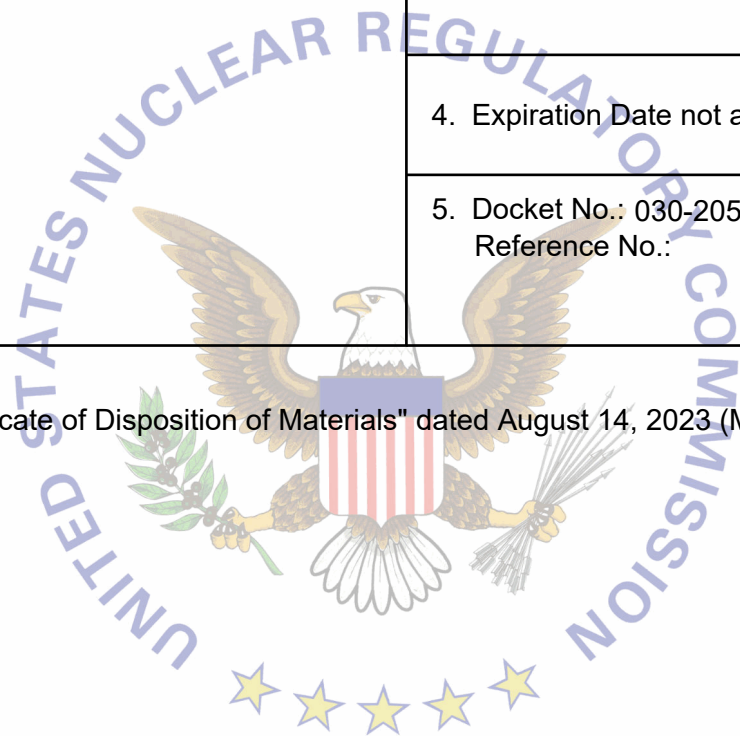 UNITED STATES NUCLEAR REGULATORY COMMISSION
4. Expiration Date not a
5. Docket No.: 030-205
Reference No.:
cate of Disposition of Materials" dated August 14, 2023 (M